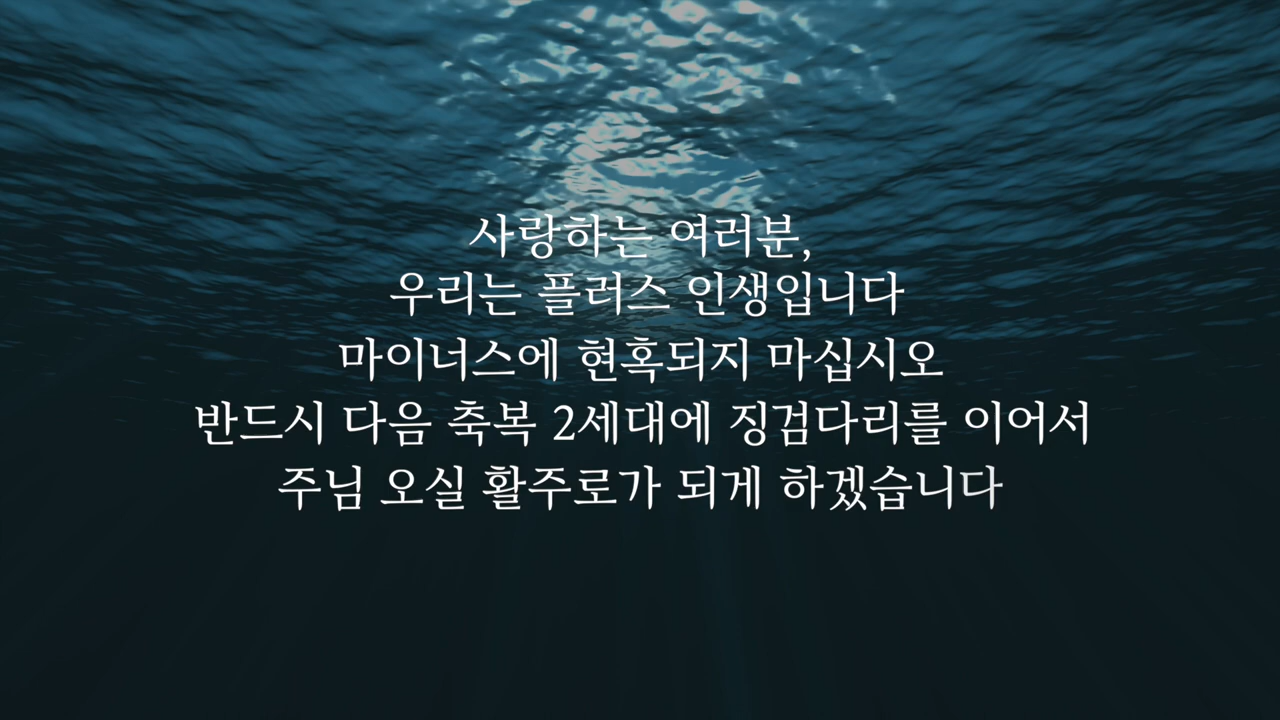 사랑하는 여러분,
우리는 플러스 인생입니다
마이너스에 현혹되지 마십시오
반드시 다음 축복 2세대에 징검다리를 이어서
주님 오실 활주로가 되게 하겠습니다